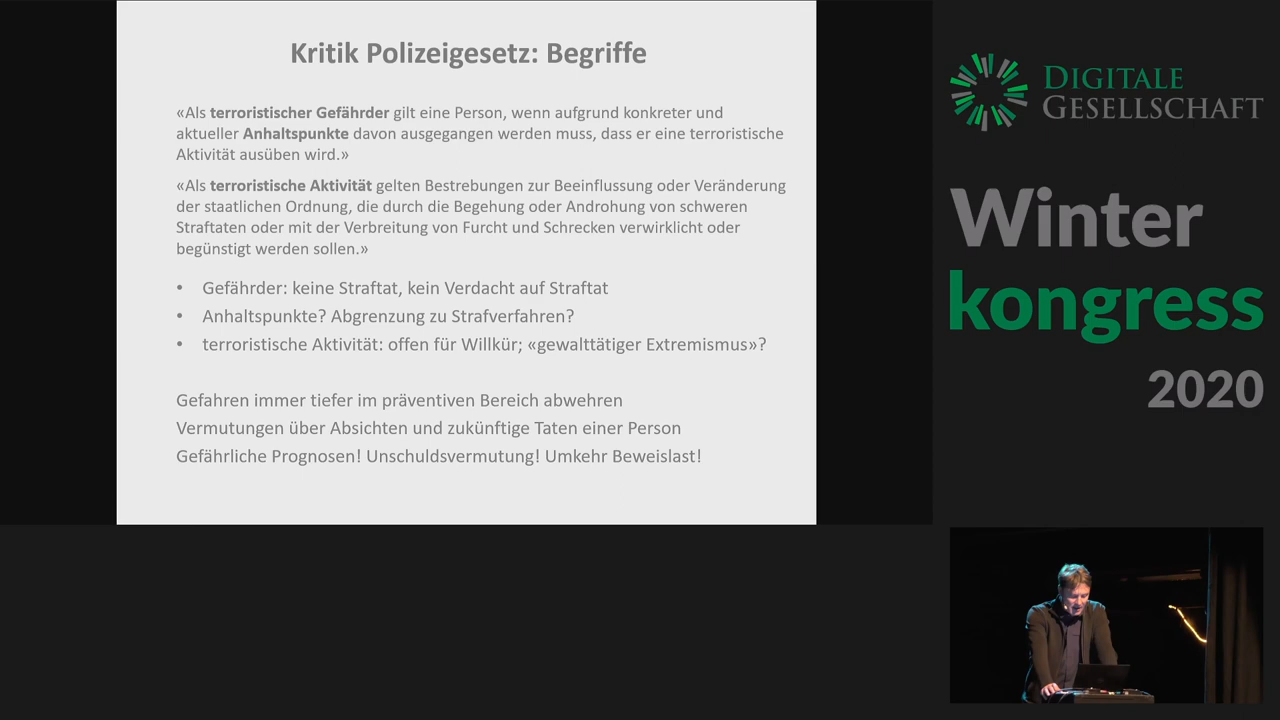 Kritik Polizeigesetz: Begriffe
«Als terroristischer Gefährder gilt eine Person, wenn aufgrund konkreter und
aktueller Anhaltspunkte davon ausgegangen werden muss, dass er eine terroristische
Aktivität ausüben wird.»
«Als terroristische Aktivität gelten Bestrebungen zur Beeinflussung oder Veränderung
der staatlichen Ordnung, die durch die Begehung oder Androhung von schweren
Straftaten oder mit der Verbreitung von Furcht und Schrecken verwirklicht oder
begünstigt werden sollen.»
• Gefährder: keine Straftat, kein Verdacht auf Straftat
• Anhaltspunkte? Abgrenzung zu Strafverfahren?
• terroristische Aktivität: offen für Willkür; «gewalttätiger Extremismus»?
Gefahren immer tiefer im präventiven Bereich abwehren
Vermutungen über Absichten und zukünftige Taten einer Person
Gefährliche Prognosen! Unschuldsvermutung! Umkehr Beweislast!
DIGITALE
GESELLSCHAFT
Winter
kongress
2020